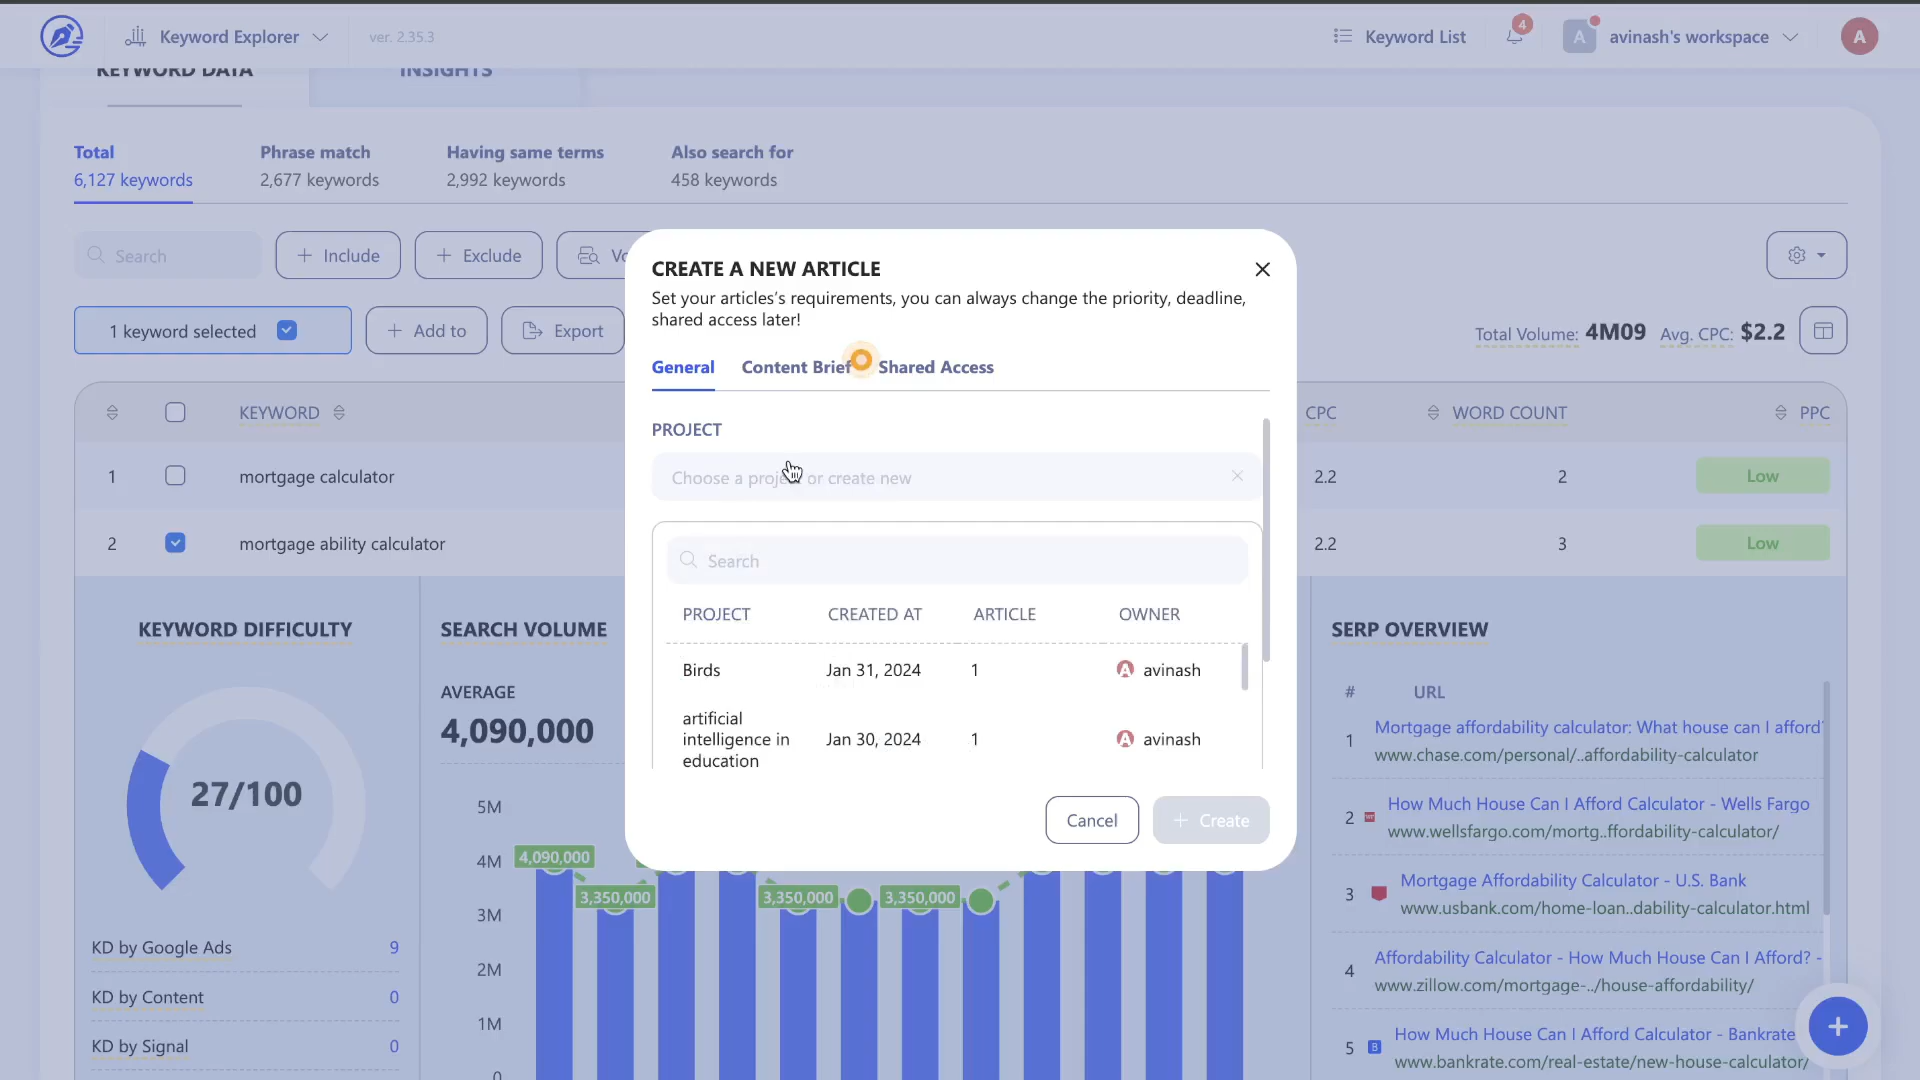 Keyword Explorer
ver. 2.35.3
Keyword List
4
A
avinash's workspace
A
KEYWORD DATA
INSIGHTS
Total
6,127 keywords
Phrase match
2,677 keywords
Having same terms
2,992 keywords
Also search for
458 keywords
Search
Include
Exclude
1 keyword selected
Add to
Export
Total Volume: 4M09
Avg. CPC: $2.2
KEYWORD
CPC
WORD COUNT
PPC
1
mortgage calculator
2.2
2
Low
2
mortgage ability calculator
2.2
3
Low
CREATE A NEW ARTICLE
Set your articles’s requirements, you can always change the priority, deadline,
shared access later!
General
Content Brief
Shared Access
PROJECT
Choose a project or create new
Search
PROJECT
CREATED AT
ARTICLE
OWNER
Birds
Jan 31, 2024
1
avinash
artificial
intelligence in
education
Jan 30, 2024
1
avinash
Cancel
Create
KEYWORD DIFFICULTY
27/100
KD by Google Ads
9
KD by Content
0
KD by Signal
0
SEARCH VOLUME
AVERAGE
4,090,000
5M
4M
3M
2M
1M
0
4,090,000
3,350,000
3,350,000
3,350,000
SERP OVERVIEW
#
URL
1
Mortgage affordability calculator: What house can I afford?
www.chase.com/personal/..affordability-calculator
2
How Much House Can I Afford Calculator - Wells Fargo
www.wellsfargo.com/mortg..ffordability-calculator/
3
Mortgage Affordability Calculator - U.S. Bank
www.usbank.com/home-loan..dability-calculator.html
4
Affordability Calculator - How Much House Can I Afford? -
www.zillow.com/mortgage-../house-affordability/
5
How Much House Can I Afford Calculator - Bankrate
www.bankrate.com/real-estate/new-house-calculator/